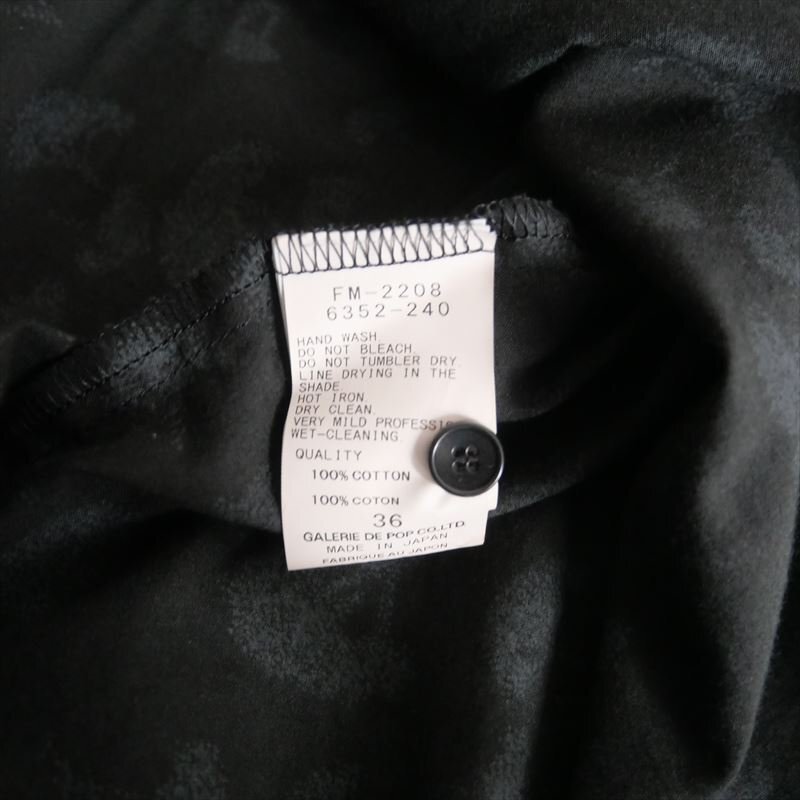 FM-2208
6352-240
HAND WASH.
DO NOT BLEACH.
DO NOT TUMBLER DRY.
LINE DRYING IN THE
SHADE.
HOT IRON.
DRY CLEAN.
VERY MILD
WET-CLEANING.
QUALITY
100% COTTON
100% COTON
36
GALERIE DE POP CO.LTD.
MADE IN JAPAN
FABRIQUE AU JAPON